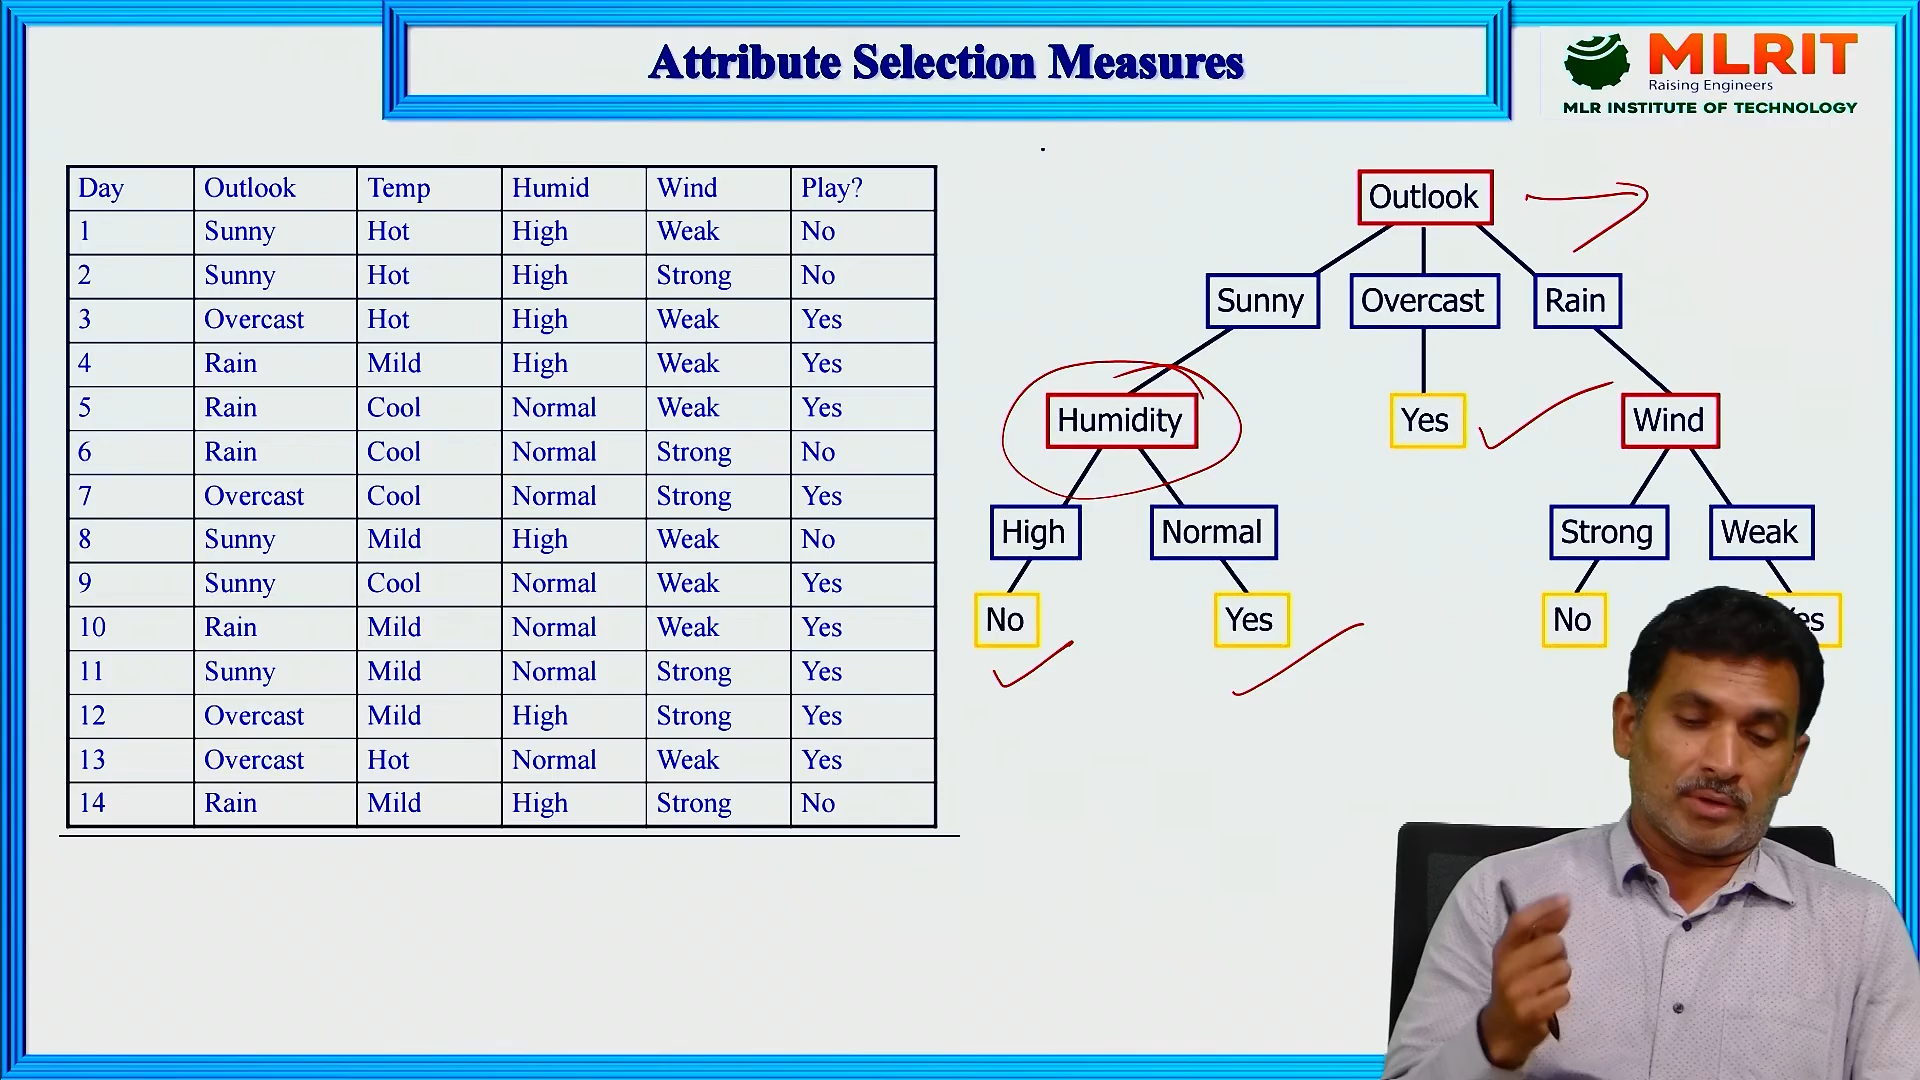 Attribute Selection Measures
MLRIT
Raising Engineers
MLR INSTITUTE OF TECHNOLOGY
Day Outlook Temp Humid Wind Play?
1 Sunny Hot High Weak No
2 Sunny Hot High Strong No
3 Overcast Hot High Weak Yes
4 Rain Mild High Weak Yes
5 Rain Cool Normal Weak Yes
6 Rain Cool Normal Strong No
7 Overcast Cool Normal Strong Yes
8 Sunny Mild High Weak No
9 Sunny Cool Normal Weak Yes
10 Rain Mild Normal Weak Yes
11 Sunny Mild Normal Strong Yes
12 Overcast Mild High Strong Yes
13 Overcast Hot Normal Weak Yes
14 Rain Mild High Strong No
Outlook
Sunny Overcast Rain
Humidity Yes Wind
High Normal Strong Weak
No Yes No